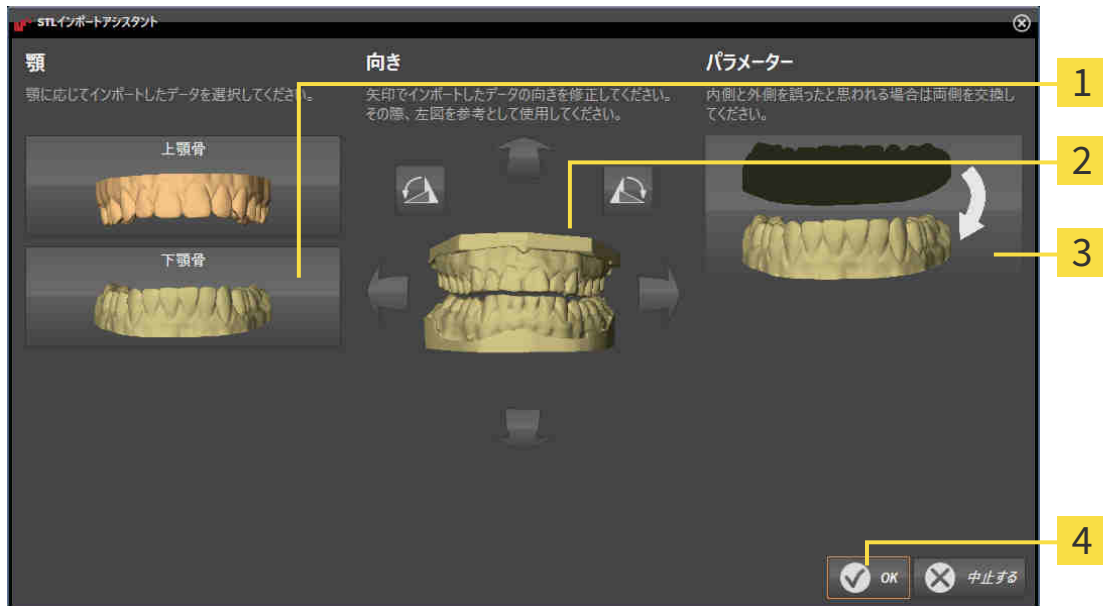 STLインポートアシスタント
顎
顎に応じてインポートしたデータを選択してください。
上顎骨
下顎骨
向き
矢印でインポートしたデータの向きを修正してください。
その際、左図を参考として使用してください。
パラメーター
内側と外側を誤ったと思われる場合は両側を交換し
てください。
1
2
3
4
OK
中止する